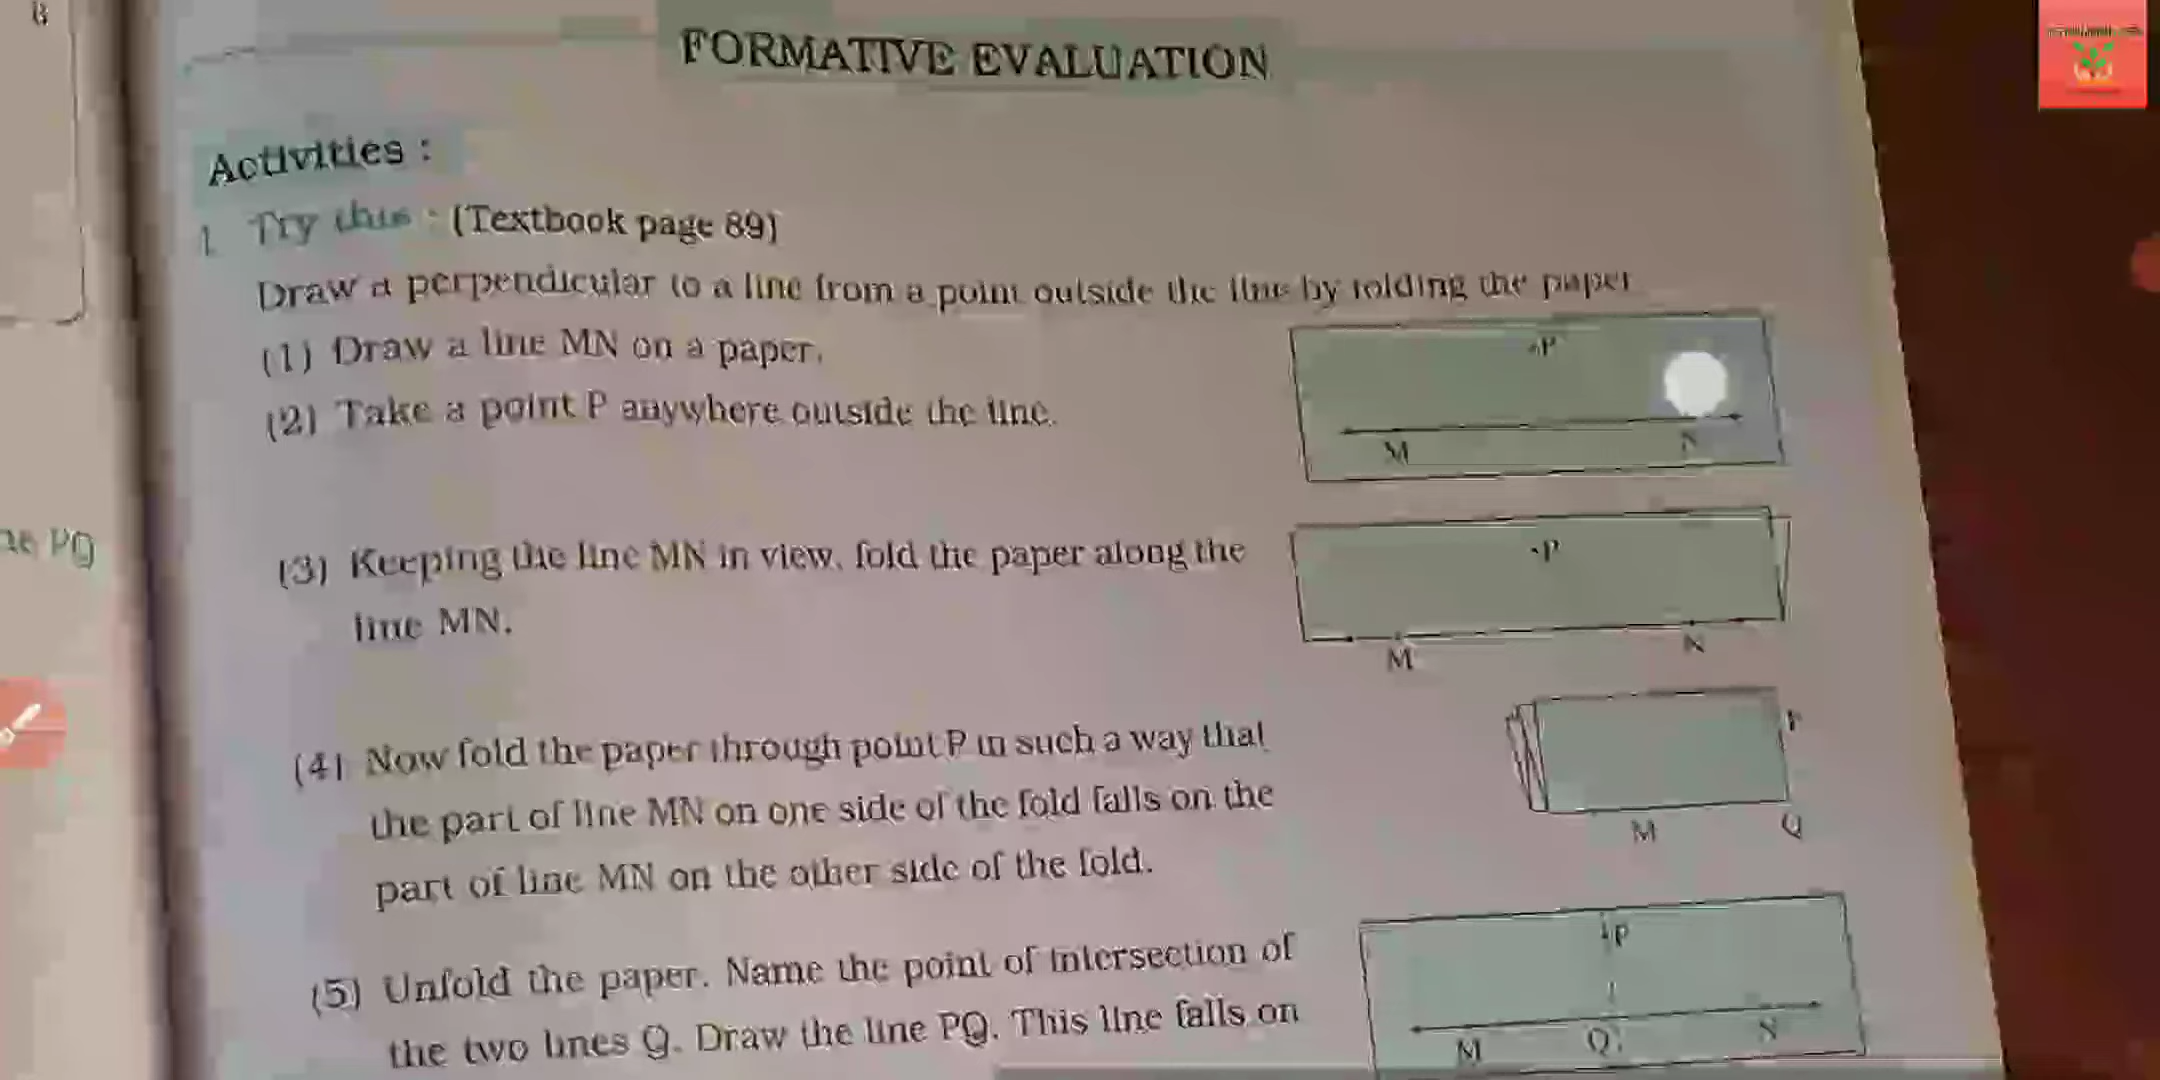 B
FORMATIVE EVALUATION
Activities :
1. Try this : (Textbook page 89)
Draw a perpendicular to a line from a point outside the line by folding the paper
(1) Draw a line MN on a paper.
(2) Take a point P anywhere outside the line.
P
M N
ne PQ
(3) Keeping the line MN in view, fold the paper along the
line MN.
P
M N
(4) Now fold the paper through point P in such a way that
the part of line MN on one side of the fold falls on the
part of line MN on the other side of the fold.
P
M Q
(5) Unfold the paper. Name the point of intersection of
the two lines Q. Draw the line PQ. This line falls on
P
M Q N